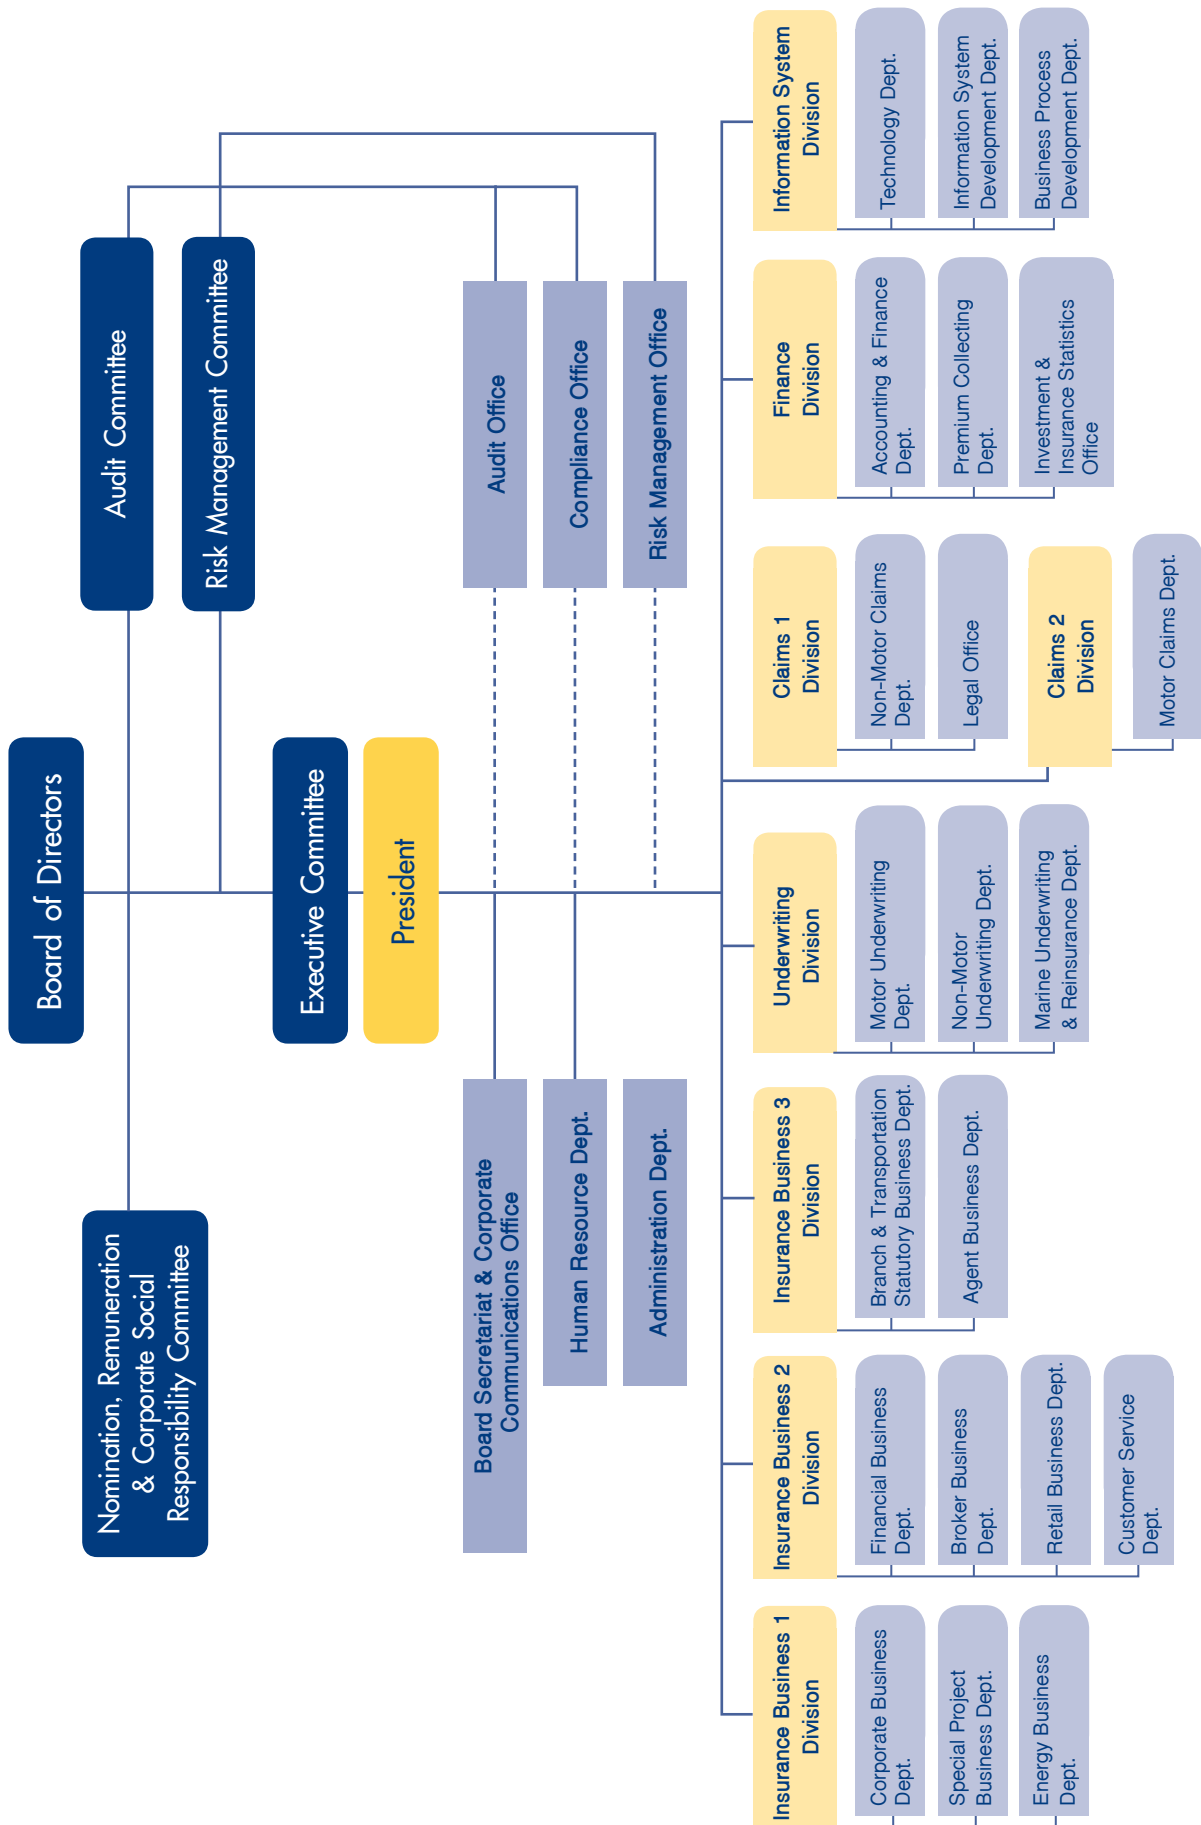 Board of Directors
Nomination, Remuneration
& Corporate Social
Responsibility Committee
Audit Committee
Risk Management Committee
Executive Committee
President
Board Secretariat & Corporate
Communications Office
Audit Office
Human Resource Dept.
Compliance Office
Administration Dept.
Risk Management Office
Insurance Business 1
Division
Corporate Business
Dept.
Special Project
Business Dept.
Energy Business
Dept.
Insurance Business 2
Division
Financial Business
Dept.
Broker Business
Dept.
Retail Business Dept.
Customer Service
Dept.
Insurance Business 3
Division
Branch & Transportation
Statutory Business Dept.
Agent Business Dept.
Underwriting
Division
Motor Underwriting
Dept.
Non-Motor
Underwriting Dept.
Marine Underwriting
& Reinsurance Dept.
Claims 1
Division
Non-Motor Claims
Dept.
Legal Office
Claims 2
Division
Motor Claims Dept.
Finance
Division
Accounting & Finance
Dept.
Premium Collecting
Dept.
Investment &
Insurance Statistics
Office
Information System
Division
Technology Dept.
Information System
Development Dept.
Business Process
Development Dept.